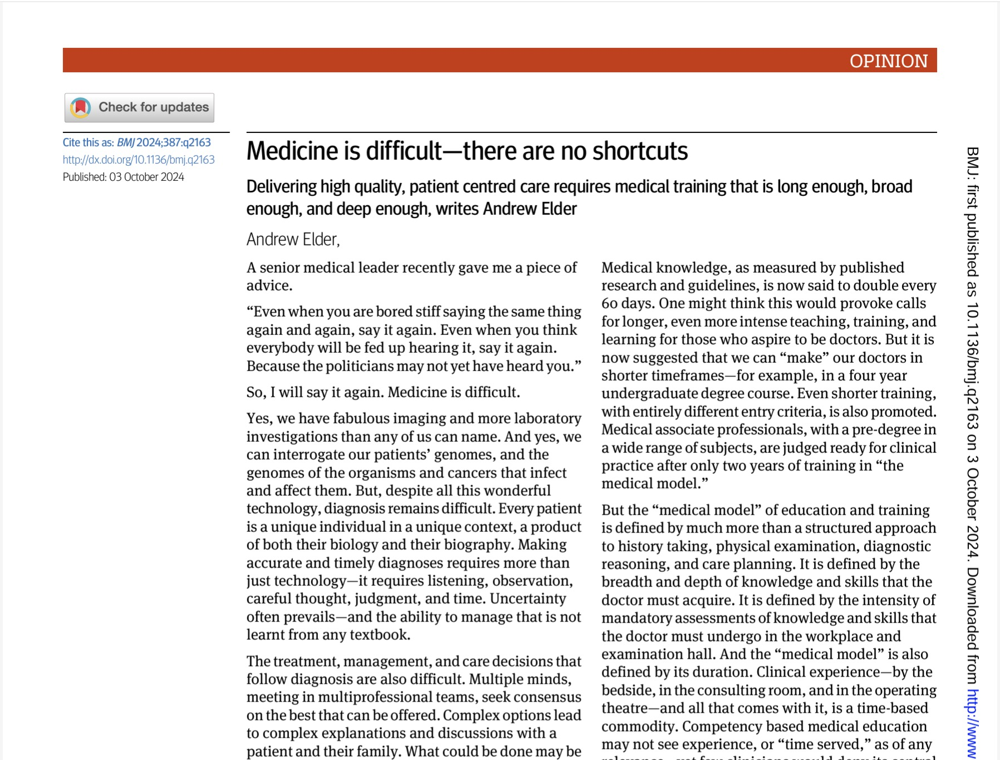 OPINION
Check for updates
Cite this as: BMJ 2024;387:q2163
http://dx.doi.org/10.1136/bmj.q2163
Published: 03 October 2024
Medicine is difficult—there are no shortcuts
Delivering high quality, patient centred care requires medical training that is long enough, broad
enough, and deep enough, writes Andrew Elder
Andrew Elder,
A senior medical leader recently gave me a piece of
advice.
“Even when you are bored stiff saying the same thing
again and again, say it again. Even when you think
everybody will be fed up hearing it, say it again.
Because the politicians may not yet have heard you.”
So, I will say it again. Medicine is difficult.
Yes, we have fabulous imaging and more laboratory
investigations than any of us can name. And yes, we
can interrogate our patients’ genomes, and the
genomes of the organisms and cancers that infect
and affect them. But, despite all this wonderful
technology, diagnosis remains difficult. Every patient
is a unique individual in a unique context, a product
of both their biology and their biography. Making
accurate and timely diagnoses requires more than
just technology—it requires listening, observation,
careful thought, judgment, and time. Uncertainty
often prevails—and the ability to manage that is not
learnt from any textbook.
The treatment, management, and care decisions that
follow diagnosis are also difficult. Multiple minds,
meeting in multiprofessional teams, seek consensus
on the best that can be offered. Complex options lead
to complex explanations and discussions with a
patient and their family. What could be done may be
Medical knowledge, as measured by published
research and guidelines, is now said to double every
60 days. One might think this would provoke calls
for longer, even more intense teaching, training, and
learning for those who aspire to be doctors. But it is
now suggested that we can “make” our doctors in
shorter timeframes—for example, in a four year
undergraduate degree course. Even shorter training,
with entirely different entry criteria, is also promoted.
Medical associate professionals, with a pre-degree in
a wide range of subjects, are judged ready for clinical
practice after only two years of training in “the
medical model.”
But the “medical model” of education and training
is defined by much more than a structured approach
to history taking, physical examination, diagnostic
reasoning, and care planning. It is defined by the
breadth and depth of knowledge and skills that the
doctor must acquire. It is defined by the intensity of
mandatory assessments of knowledge and skills that
the doctor must undergo in the workplace and
examination hall. And the “medical model” is also
defined by its duration. Clinical experience—by the
bedside, in the consulting room, and in the operating
theatre—and all that comes with it, is a time-based
commodity. Competency based medical education
may not see experience, or “time served,” as of any
BMJ: first published as 10.1136/bmj.q2163 on 3 October 2024. Downloaded from http://www